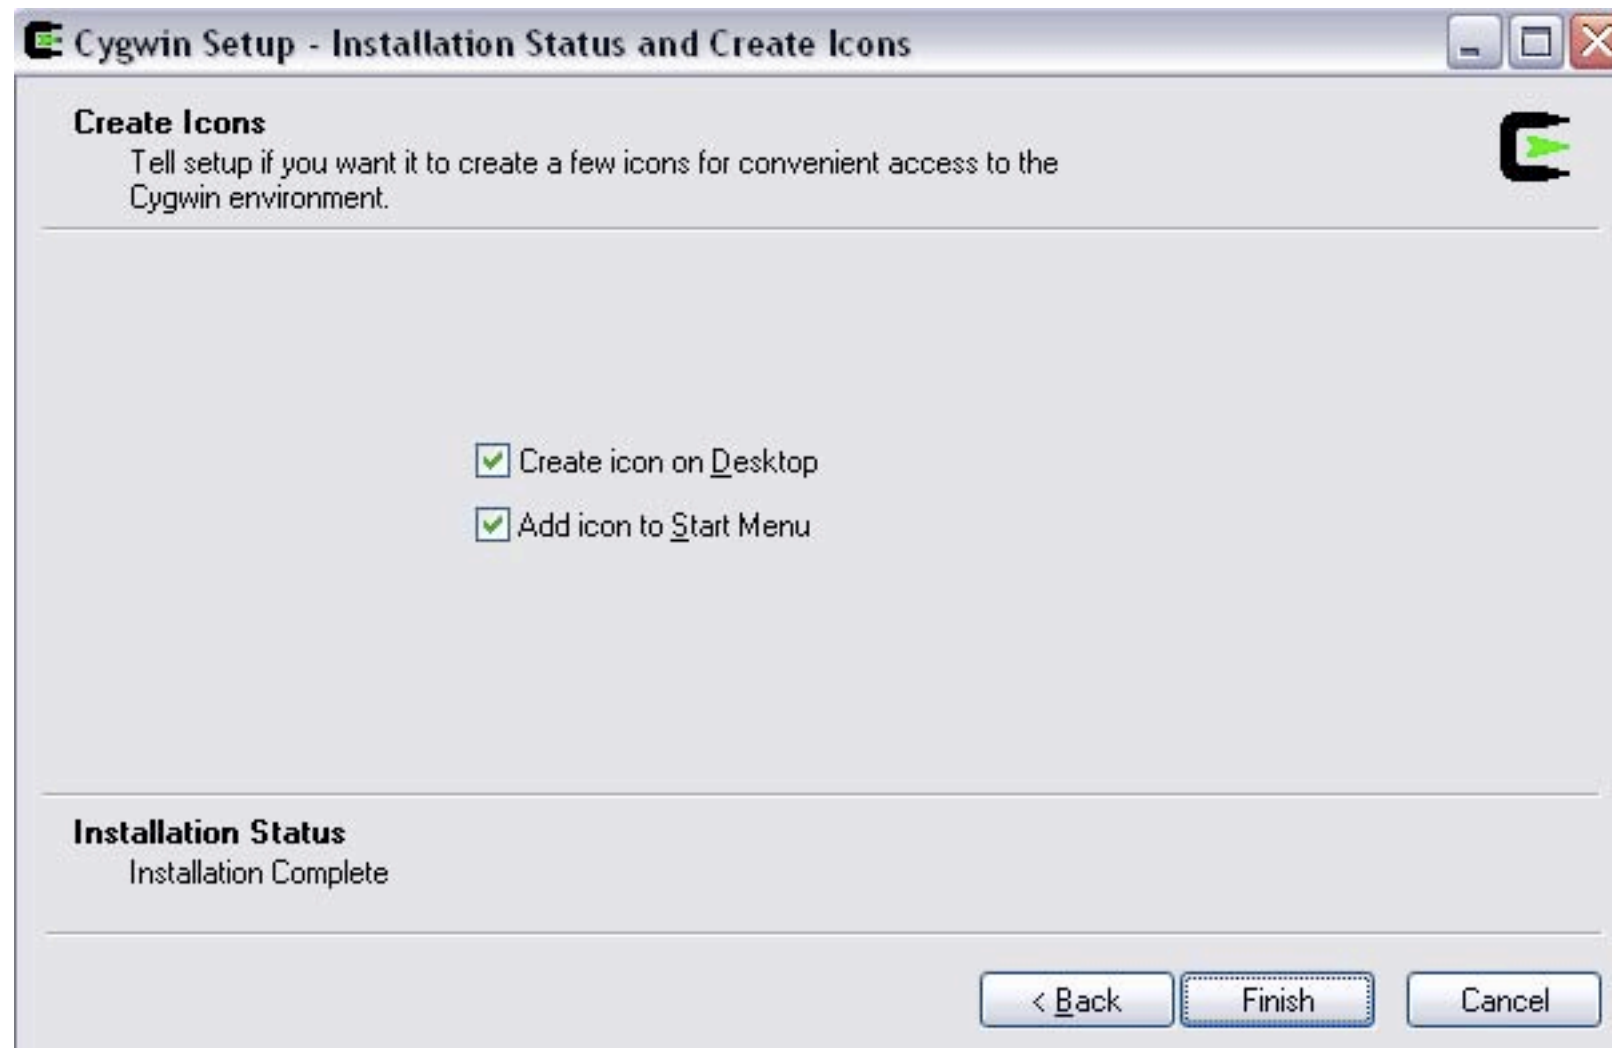 Cygwin Setup - Installation Status and Create Icons
Create Icons
Tell setup if you want it to create a few icons for convenient access to the
Cygwin environment.
Create icon on Desktop
Add icon to Start Menu
Installation Status
Installation Complete
< Back
Finish
Cancel